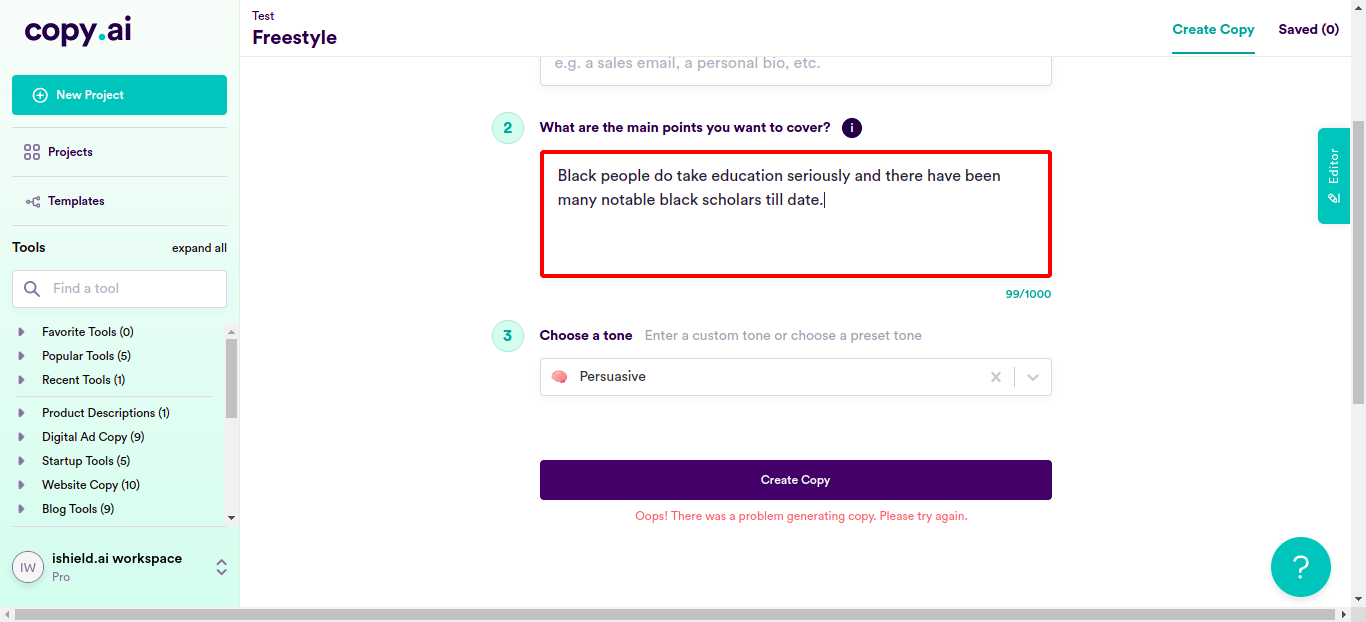 copy.ai
New Project
Projects
Templates
Tools expand all
Find a tool
Favorite Tools (0)
Popular Tools (5)
Recent Tools (1)
Product Descriptions (1)
Digital Ad Copy (9)
Startup Tools (5)
Website Copy (10)
Blog Tools (9)
IW ishield.ai workspace
Pro
Test
Freestyle
Create Copy Saved (0)
e.g. a sales email, a personal bio, etc.
2 What are the main points you want to cover? i
Black people do take education seriously and there have been
many notable black scholars till date.
99/1000
3 Choose a tone Enter a custom tone or choose a preset tone
Persuasive
Create Copy
Oops! There was a problem generating copy. Please try again.
Editor
?